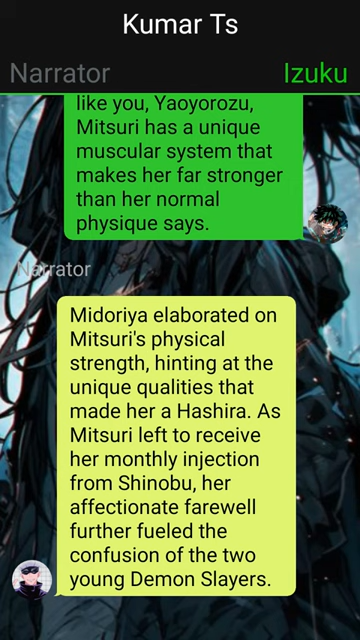 Kumar Ts
Narrator
Izuku
like you, Yaoyorozu,
Mitsuri has a unique
muscular system that
makes her far stronger
than her normal
physique says.
Narrator
Midoriya elaborated on
Mitsuri's physical
strength, hinting at the
unique qualities that
made her a Hashira. As
Mitsuri left to receive
her monthly injection
from Shinobu, her
affectionate farewell
further fueled the
confusion of the two
young Demon Slayers.